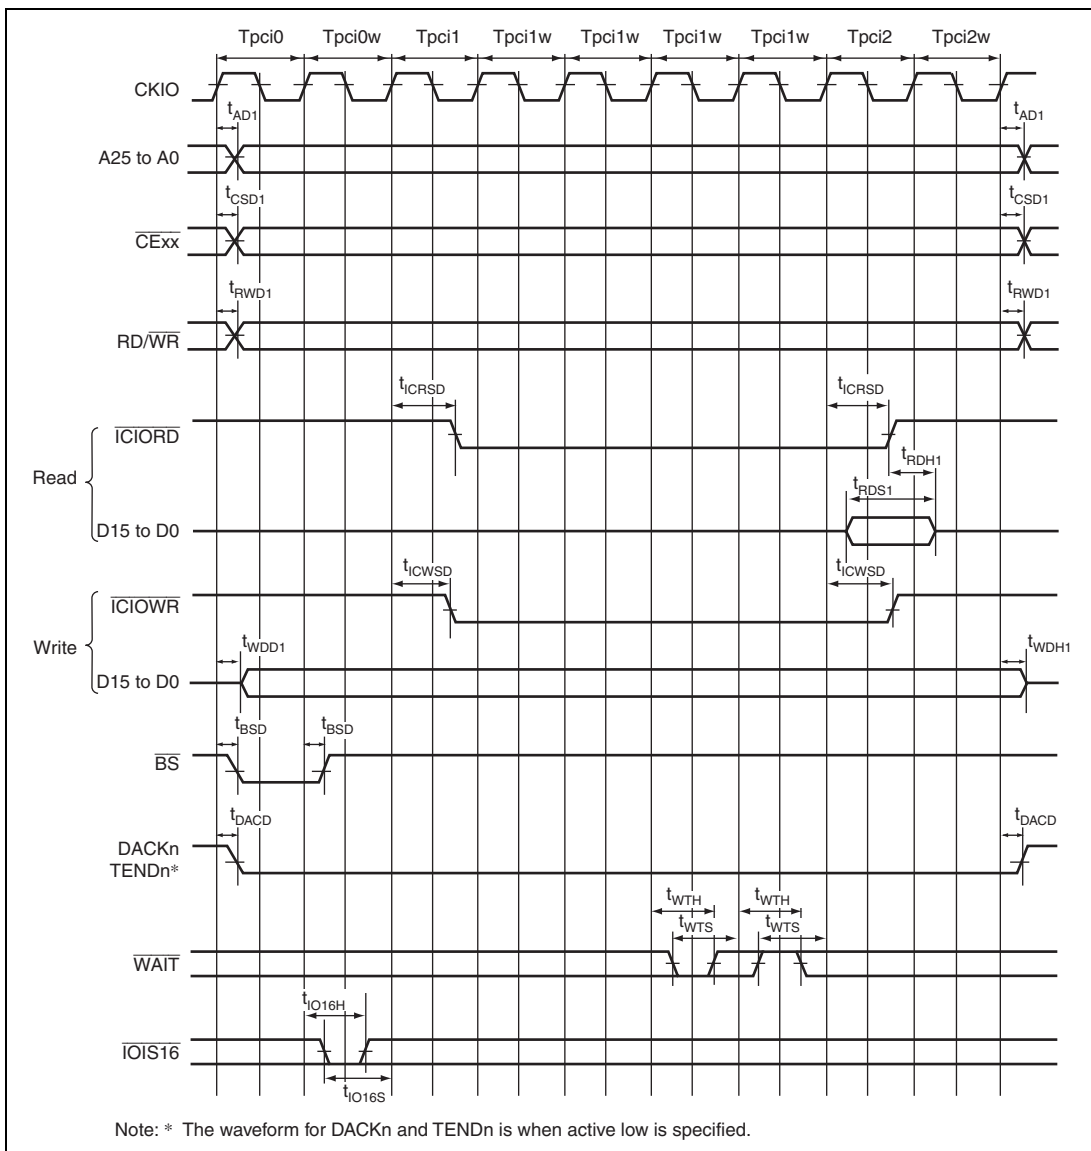 Tpci0 Tpci0w Tpci1 Tpci1w Tpci1w Tpci1w Tpci1w Tpci2 Tpci2w
CKIO
tAD1 tAD1
A25 to A0
tCSD1 tCSD1
CExx
tRWD1 tRWD1
RD/WR
tICRSD tICRSD
ICIORD
tRDH1
Read
tRDS1
D15 to D0
tICWSD tICWSD
ICIOWR
tWDD1 tWDH1
Write
D15 to D0
tBSD tBSD
BS
tDACD tDACD
DACKn
TENDn*
tWTH tWTH
tWTS tWTS
WAIT
tIO16H
IOIS16
tIO16S
Note: * The waveform for DACKn and TENDn is when active low is specified.